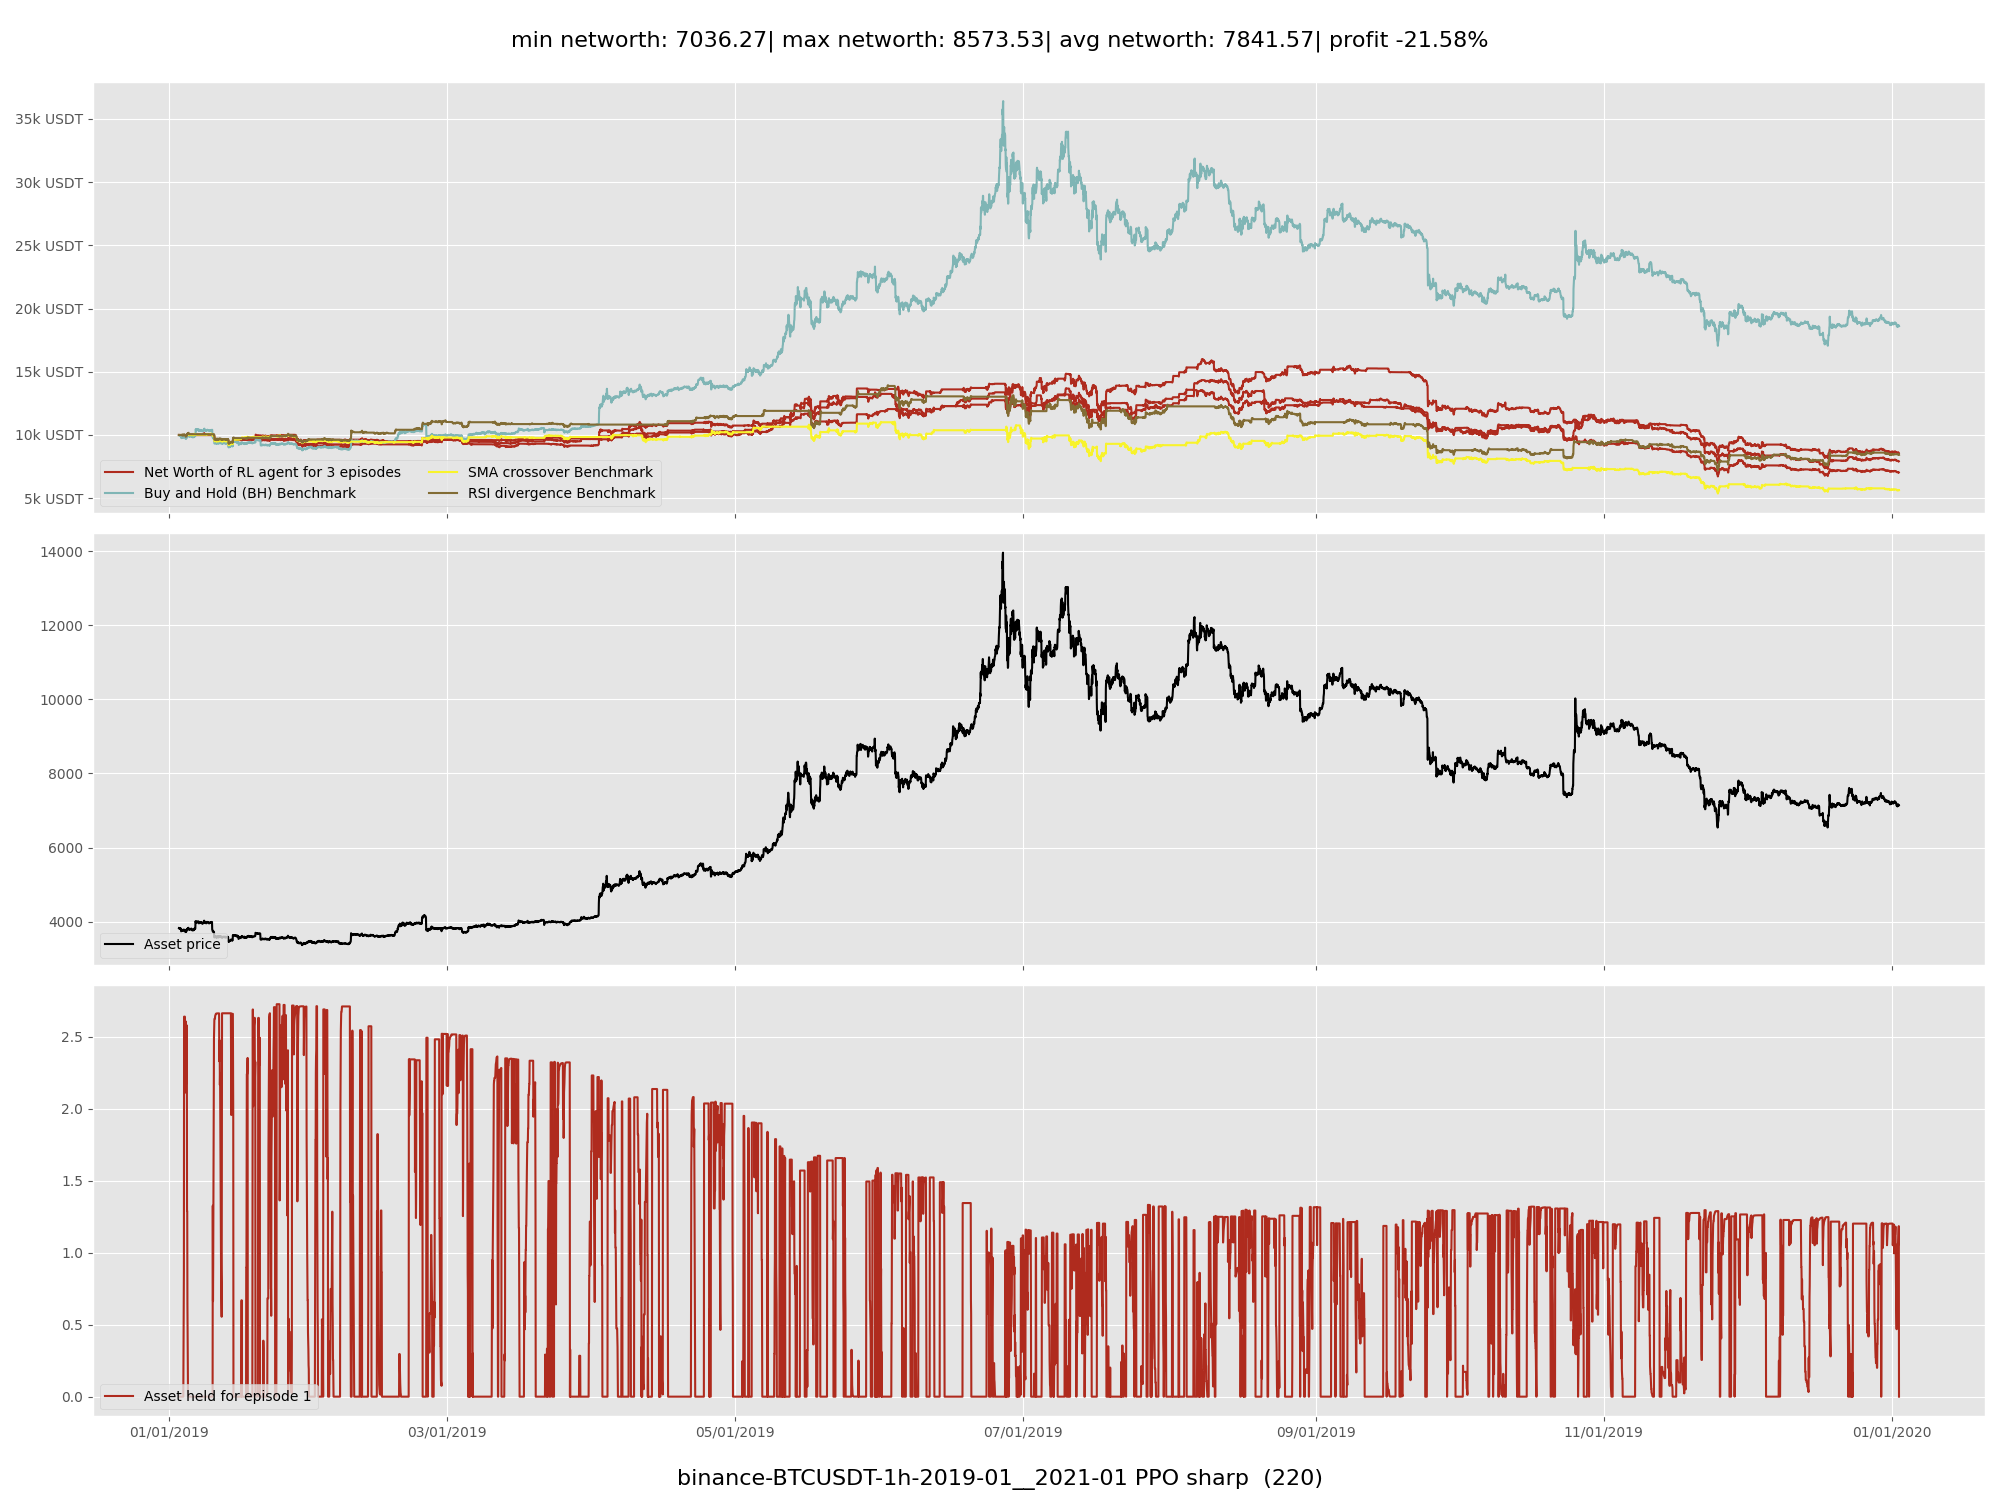 min networth: 7036.27| max networth: 8573.53| avg networth: 7841.57| profit -21.58%
35k USDT
30k USDT
25k USDT
20k USDT
15k USDT
10k USDT
5k USDT
Net Worth of RL agent for 3 episodes
Buy and Hold (BH) Benchmark
SMA crossover Benchmark
RSI divergence Benchmark
14000
12000
10000
8000
6000
4000
Asset price
2.5
2.0
1.5
1.0
0.5
0.0
Asset held for episode 1
01/01/2019 03/01/2019 05/01/2019 07/01/2019 09/01/2019 11/01/2019 01/01/2020
binance-BTCUSDT-1h-2019-01__2021-01 PPO sharp (220)